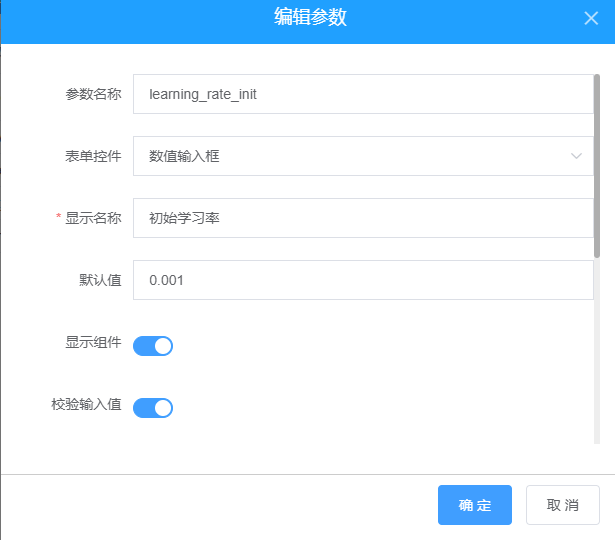 编辑参数
参数名称 learning_rate_init
表单控件 数值输入框
* 显示名称 初始学习率
默认值 0.001
显示组件
校验输入值
确 定 取 消